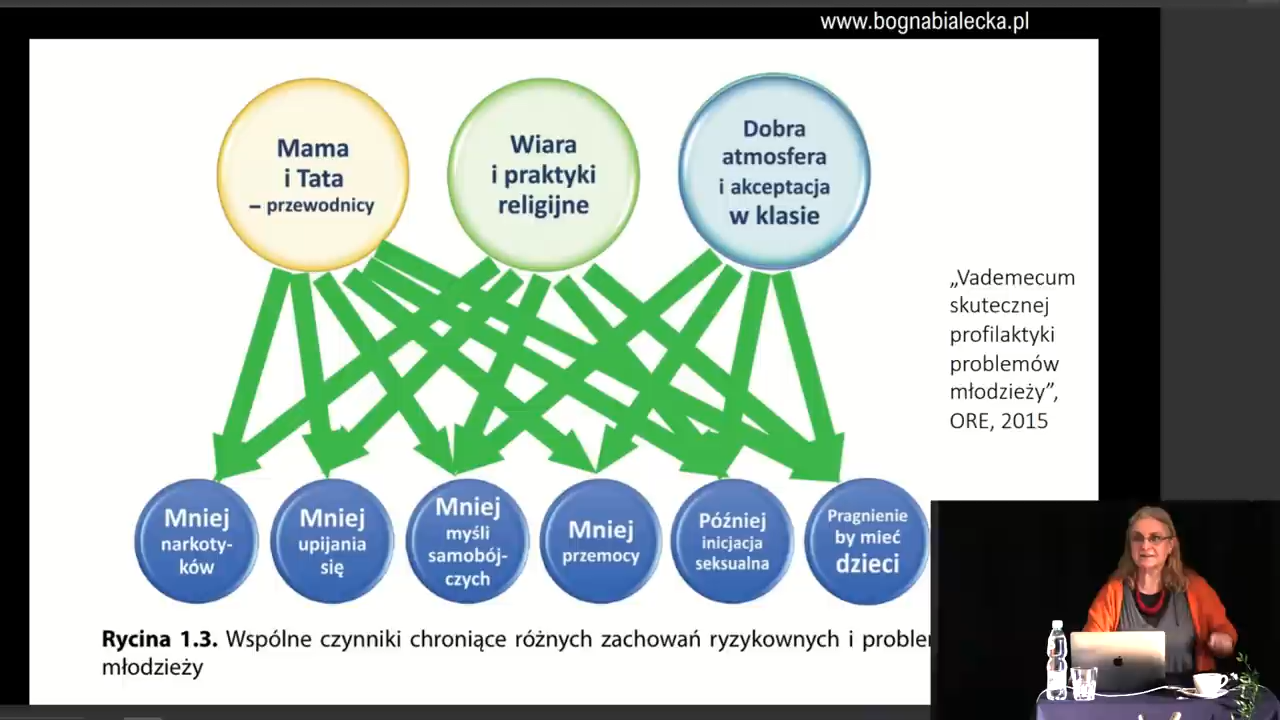 www.bognabialecka.pl
Mama
i Tata
– przewodnicy
Wiara
i praktyki
religijne
Dobra
atmosfera
i akceptacja
w klasie
„Vademecum
skutecznej
profilaktyki
problemów
młodzieży”,
ORE, 2015
Mniej
narkoty-
ków
Mniej
upijania
się
Mniej
myśli
samobój-
czych
Mniej
przemocy
Później
inicjacja
seksualna
Pragnienie
by mieć
dzieci
Rycina 1.3. Wspólne czynniki chroniące różnych zachowań ryzykownych i
młodzieży